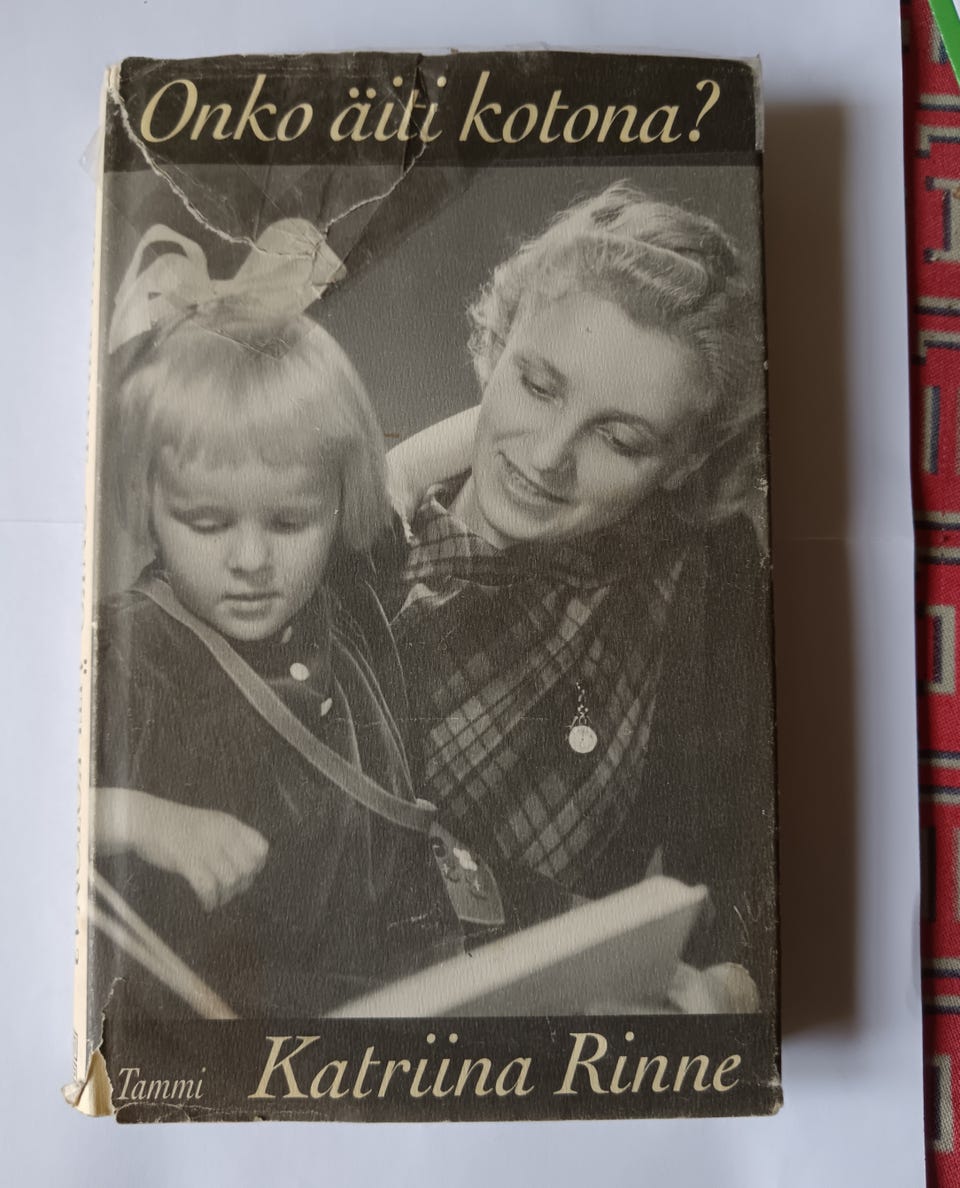 Onko äiti kotona?
Tammi
Katriina Rinne